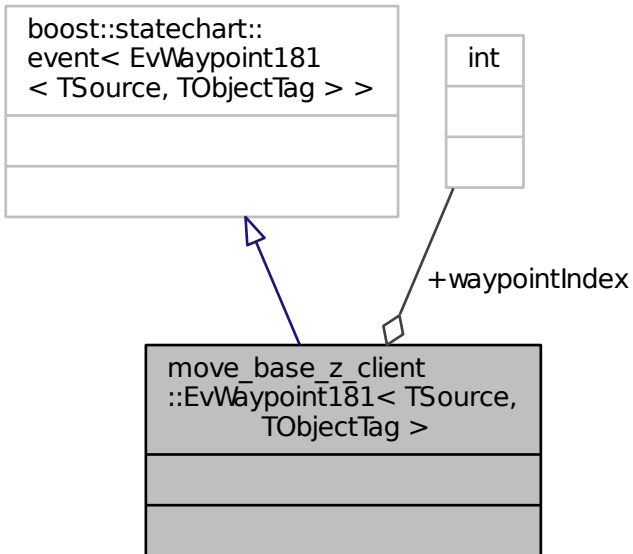 boost::statechart::
event< EvWaypoint181
< TSource, TObjectTag > >
int
+waypointIndex
move_base_z_client
::EvWaypoint181< TSource,
TObjectTag >